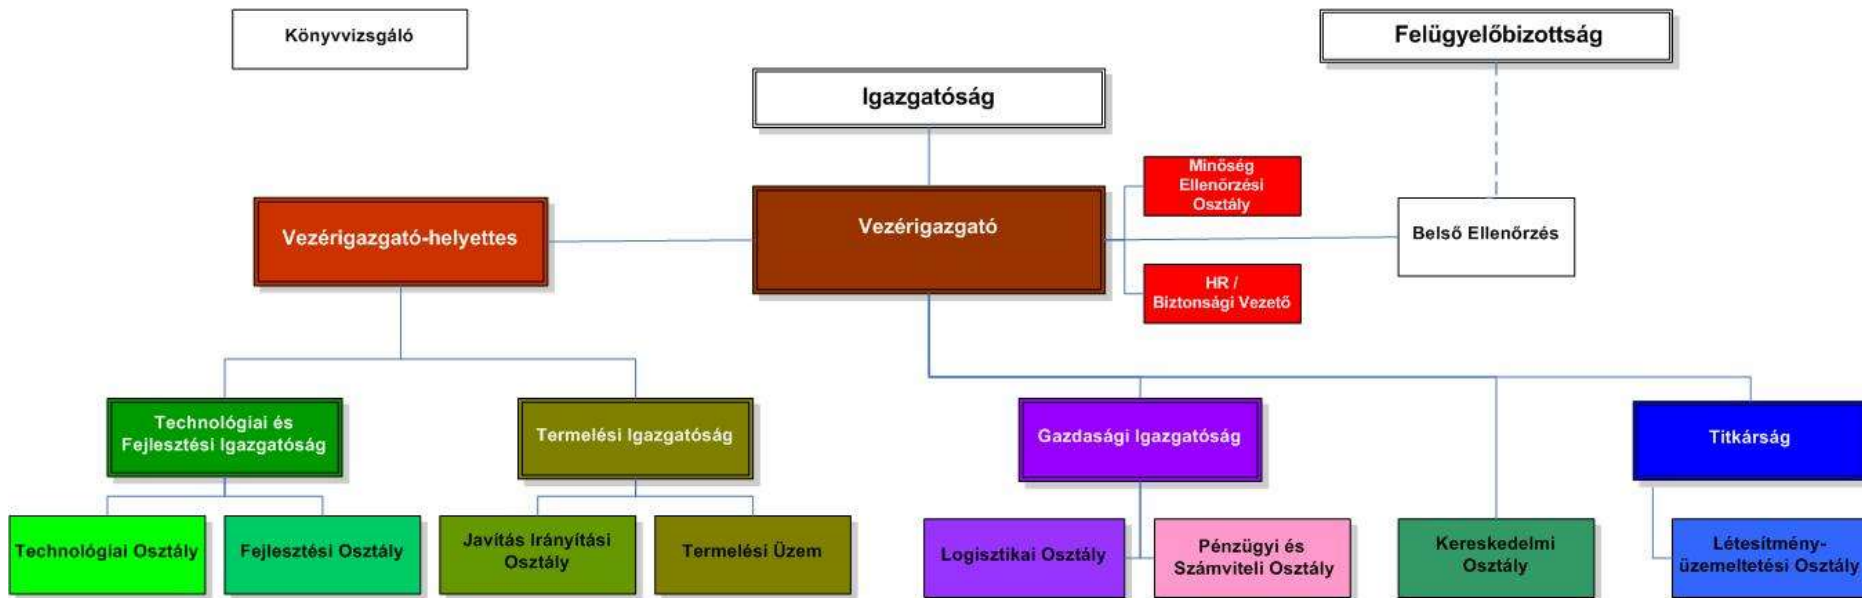 Könyvvizsgáló
Felügyelőbizottság
Igazgatóság
Minőség
Ellenőrzési
Osztály
Vezérigazgató-helyettes
Vezérigazgató
Belső Ellenőrzés
HR /
Biztonsági Vezető
Technológiai és
Fejlesztési Igazgatóság
Termelési Igazgatóság
Gazdasági Igazgatóság
Titkárság
Technológiai Osztály
Fejlesztési Osztály
Javítás Irányítási
Osztály
Termelési Üzem
Logisztikai Osztály
Pénzügyi és
Számviteli Osztály
Kereskedelmi
Osztály
Létesítmény-
üzemeltetési Osztály